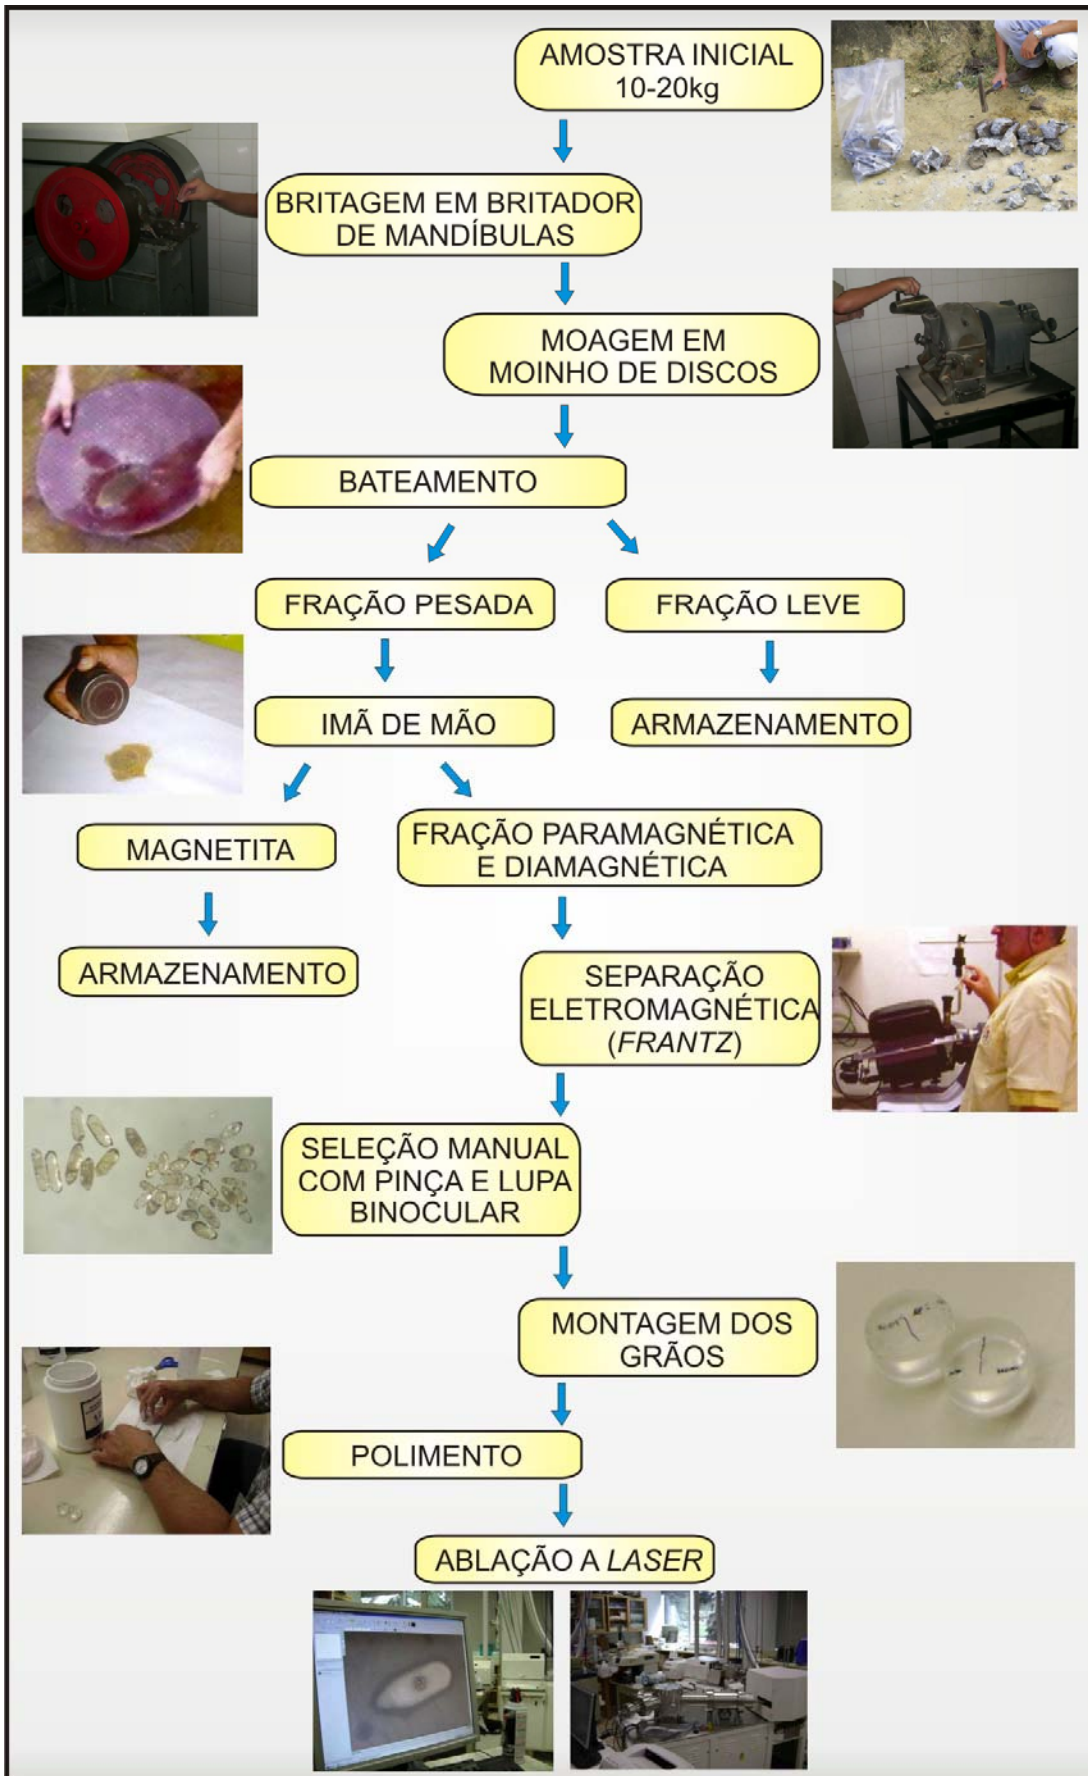 AMOSTRA INICIAL
10-20kg
BRITAGEM EM BRITADOR
DE MANDÍBULAS
MOAGEM EM
MOINHO DE DISCOS
BATEAMENTO
FRAÇÃO PESADA
FRAÇÃO LEVE
IMÃ DE MÃO
ARMAZENAMENTO
MAGNETITA
FRAÇÃO PARAMAGNÉTICA
E DIAMAGNÉTICA
ARMAZENAMENTO
SEPARAÇÃO
ELETROMAGNÉTICA
(FRANTZ)
SELEÇÃO MANUAL
COM PINÇA E LUPA
BINOCULAR
MONTAGEM DOS
GRÃOS
POLIMENTO
ABLAÇÃO A LASER